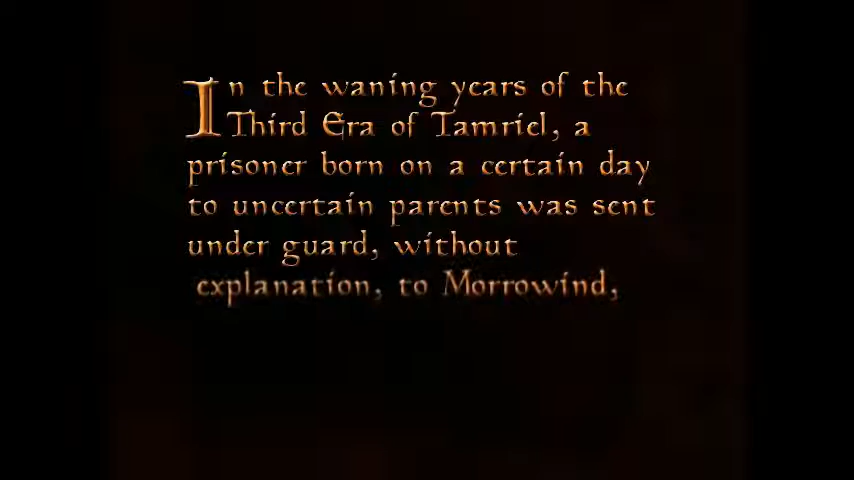 In the waning years of the
Third Era of Tamriel, a
prisoner born on a certain day
to uncertain parents was sent
under guard, without
explanation, to Morrowind,